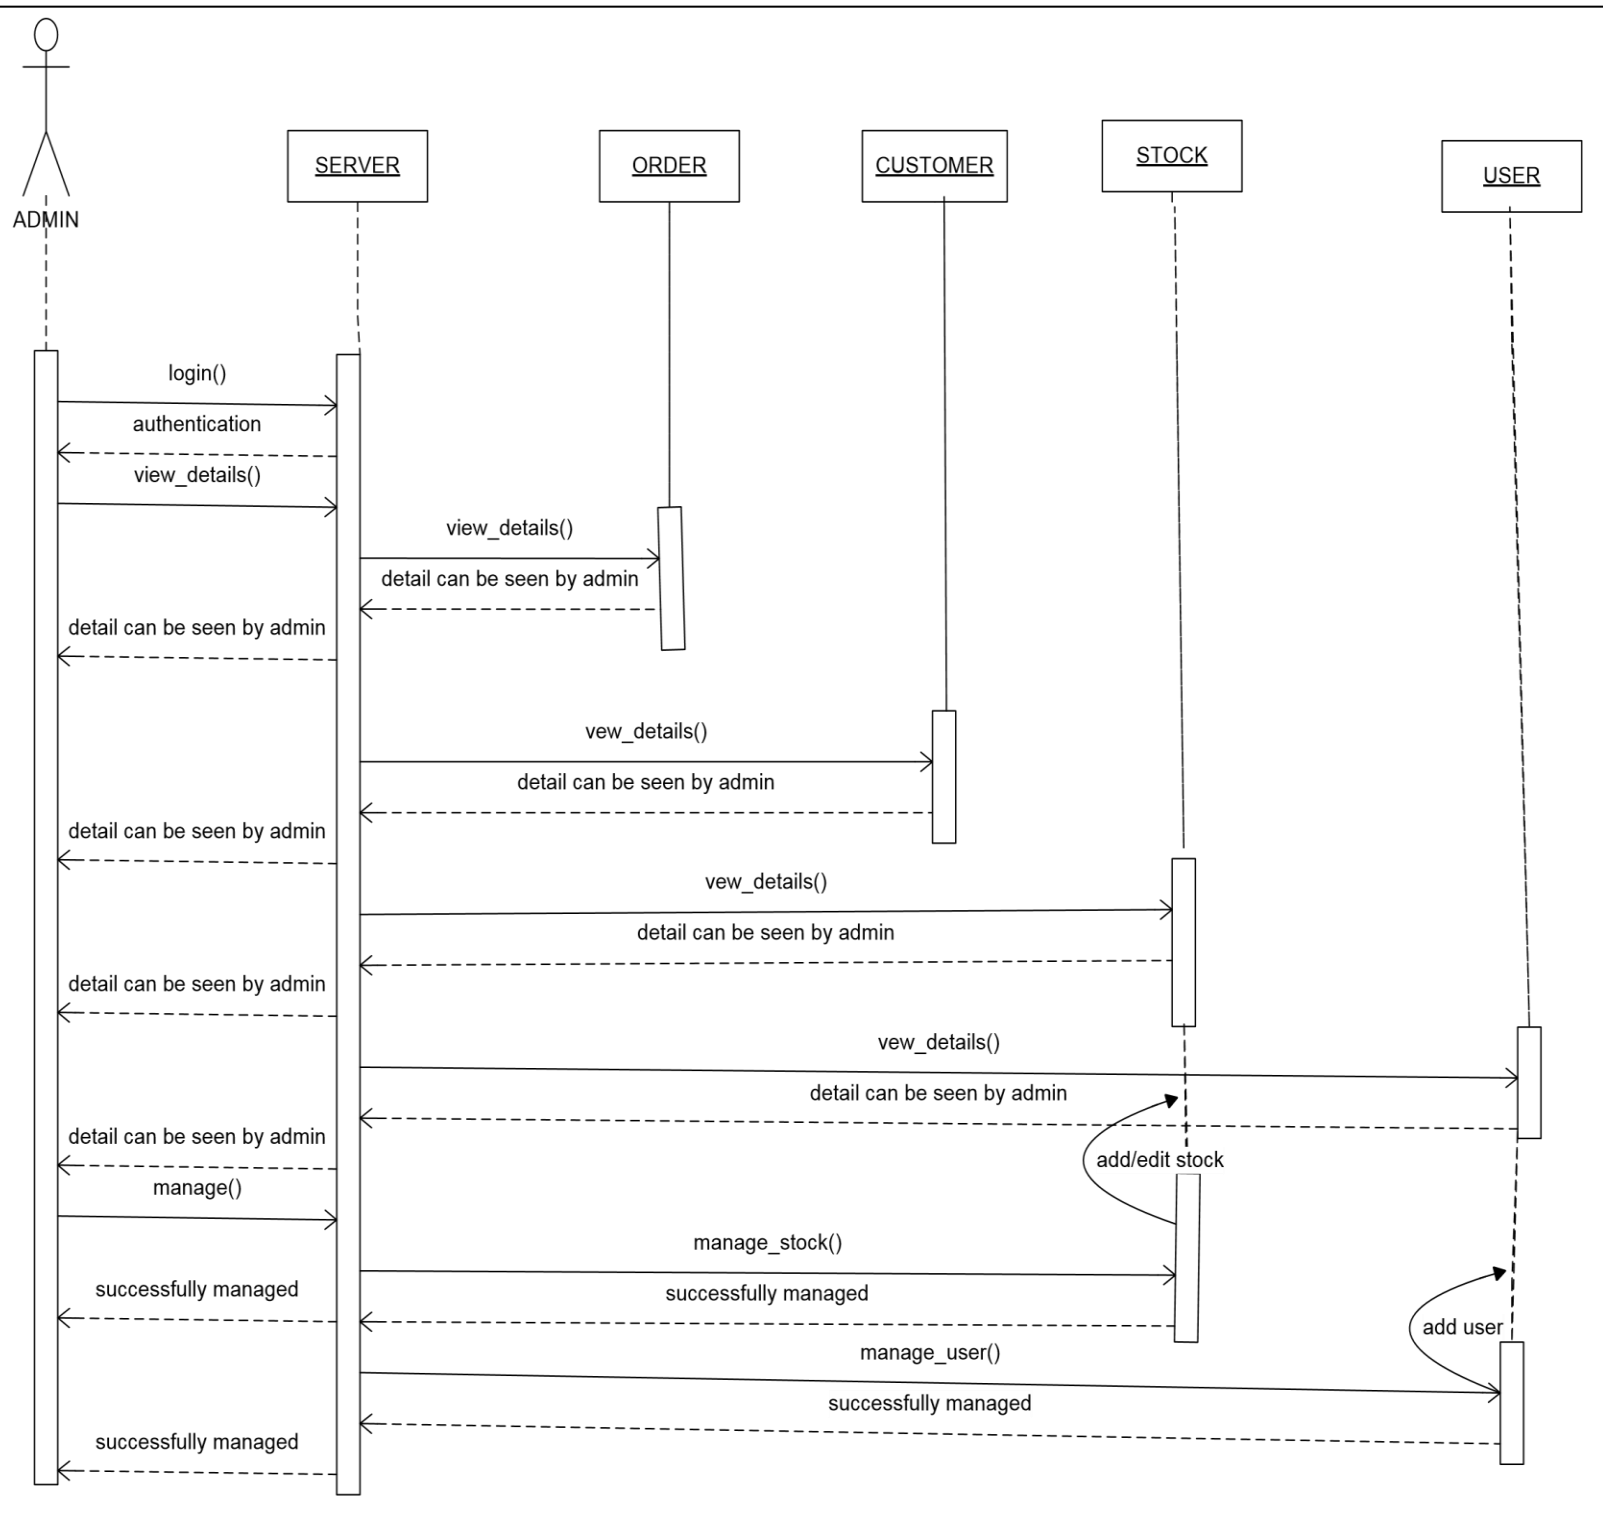 STOCK
SERVER
ORDER
CUSTOMER
USER
ADMIN
login()
authentication
view_details()
view_details()
detail can be seen by admin
detail can be seen by admin
vew_details()
detail can be seen by admin
detail can be seen by admin
vew_details()
detail can be seen by admin
detail can be seen by admin
vew_details()
detail can be seen by admin
detail can be seen by admin
add/edit stock
manage()
manage_stock()
successfully managed
successfully managed
add user
manage_user()
successfully managed
successfully managed